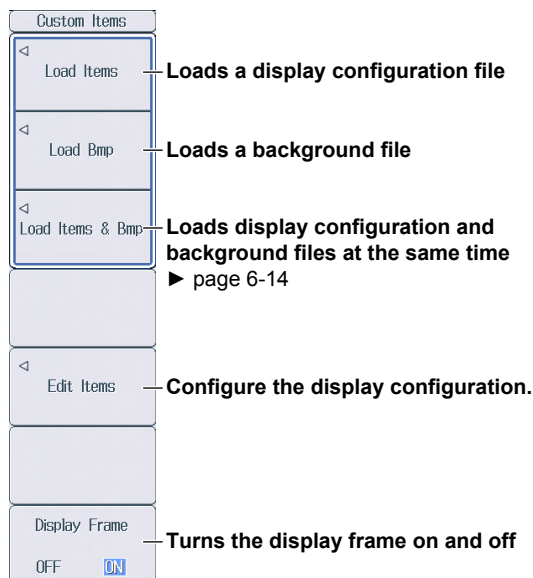 Custom Items
Load Items
Loads a display configuration file
Load Bmp
Loads a background file
Load Items & Bmp
Loads display configuration and
background files at the same time
► page 6-14
Edit Items
Configure the display configuration.
Display Frame
Turns the display frame on and off
OFF ON